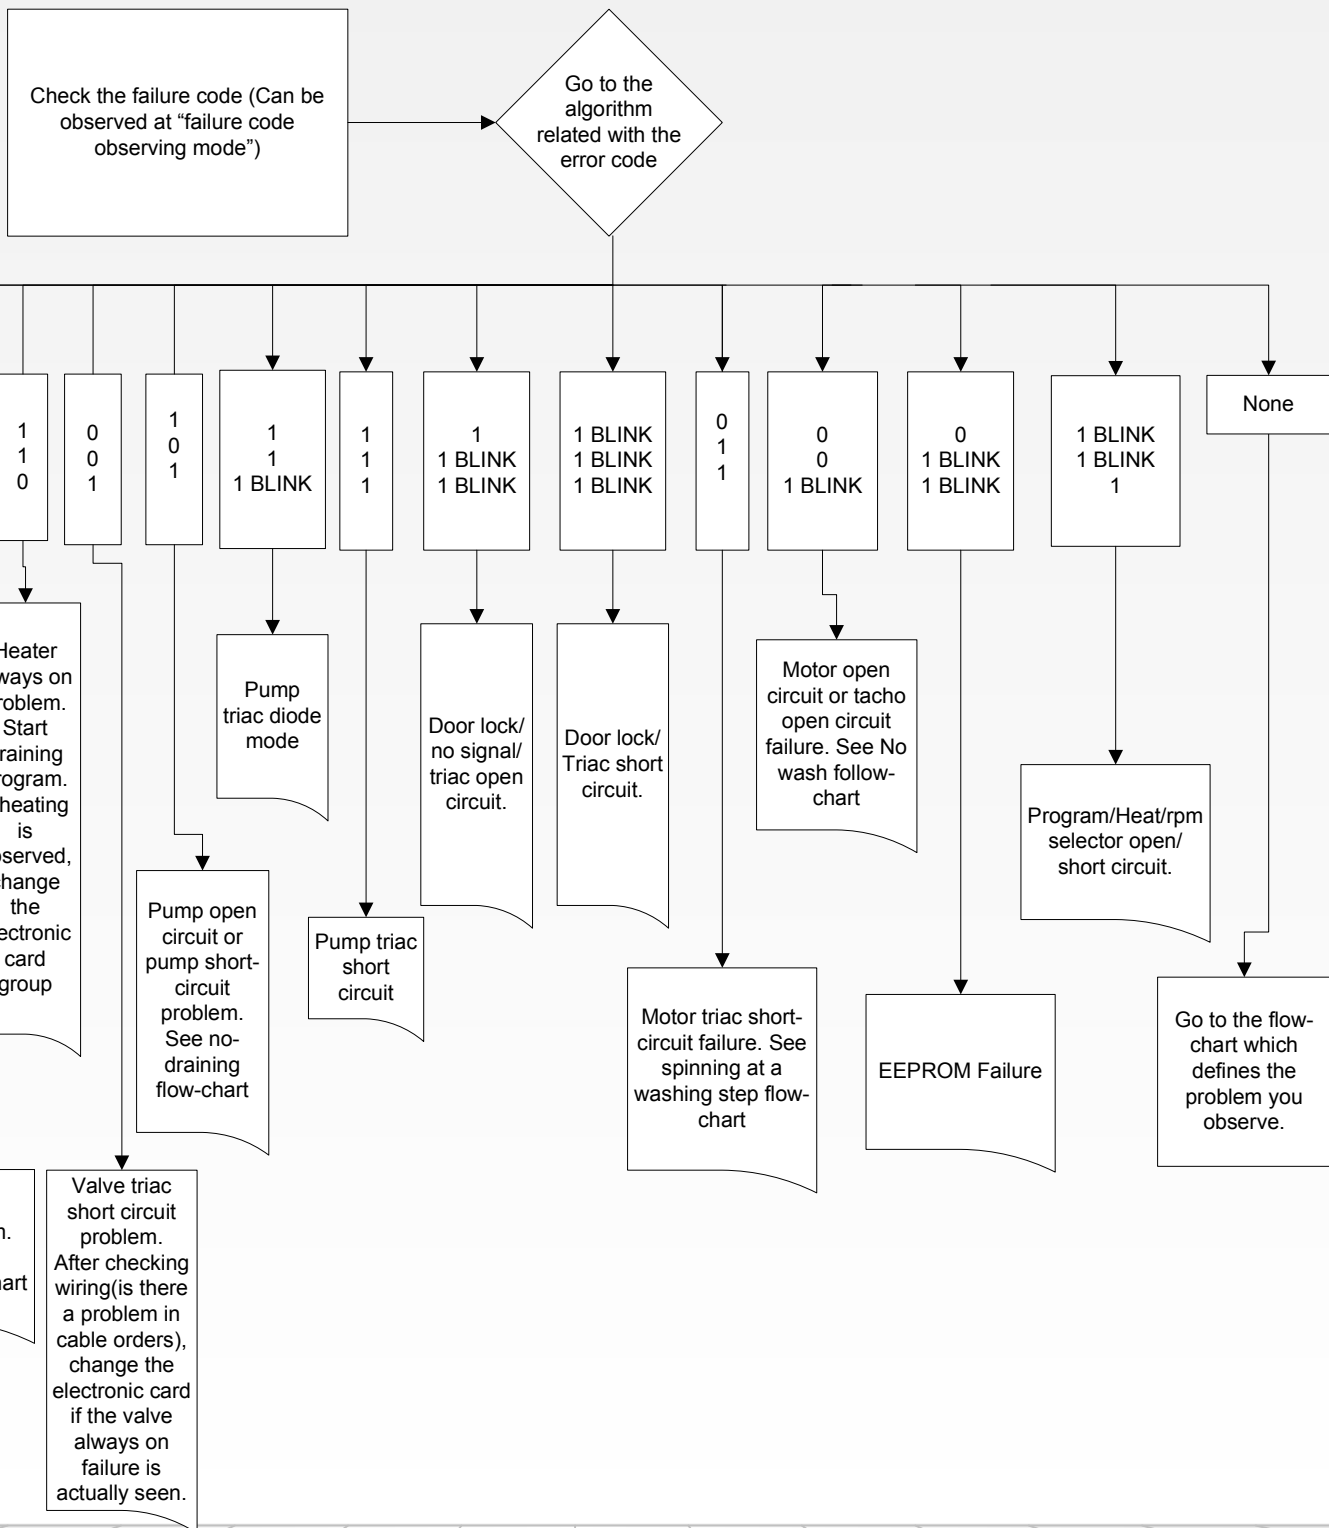 Check the failure code (Can be
observed at “failure code
observing mode”)
Go to the
algorithm
related with the
error code
1
1
0
0
0
1
1
0
1
1
1
1 BLINK
1
1
1
1
1 BLINK
1 BLINK
1 BLINK
1 BLINK
1 BLINK
0
1
1
0
0
1 BLINK
0
1 BLINK
1 BLINK
1 BLINK
1 BLINK
1
None
on
Start
heating
is
the
card
group
Valve triac
short circuit
problem.
After checking
wiring(is there
a problem in
cable orders),
change the
electronic card
if the valve
always on
failure is
actually seen.
Pump open
circuit or
pump short-
circuit
problem.
See no-
draining
flow-chart
Pump
triac diode
mode
Pump triac
short
circuit
Door lock/
no signal/
triac open
circuit.
Door lock/
Triac short
circuit.
Motor triac short-
circuit failure. See
spinning at a
washing step flow-
chart
Motor open
circuit or tacho
open circuit
failure. See No
wash follow-
chart
EEPROM Failure
Program/Heat/rpm
selector open/
short circuit.
Go to the flow-
chart which
defines the
problem you
observe.